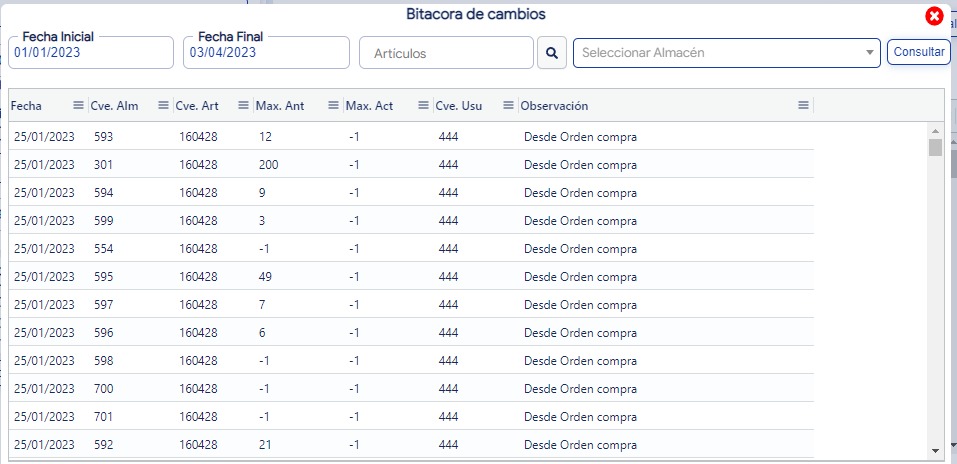 Bitacora de cambios
Fecha Inicial Fecha Final
01/01/2023 03/04/2023 Artículos Seleccionar Almacén Consultar
Fecha Cve. Alm Cve. Art Max. Ant Max. Act Cve. Usu Observación
25/01/2023 593 160428 12 -1 444 Desde Orden compra
25/01/2023 301 160428 200 -1 444 Desde Orden compra
25/01/2023 594 160428 9 -1 444 Desde Orden compra
25/01/2023 599 160428 3 -1 444 Desde Orden compra
25/01/2023 554 160428 -1 -1 444 Desde Orden compra
25/01/2023 595 160428 49 -1 444 Desde Orden compra
25/01/2023 597 160428 7 -1 444 Desde Orden compra
25/01/2023 596 160428 6 -1 444 Desde Orden compra
25/01/2023 598 160428 -1 -1 444 Desde Orden compra
25/01/2023 700 160428 -1 -1 444 Desde Orden compra
25/01/2023 701 160428 -1 -1 444 Desde Orden compra
25/01/2023 592 160428 21 -1 444 Desde Orden compra